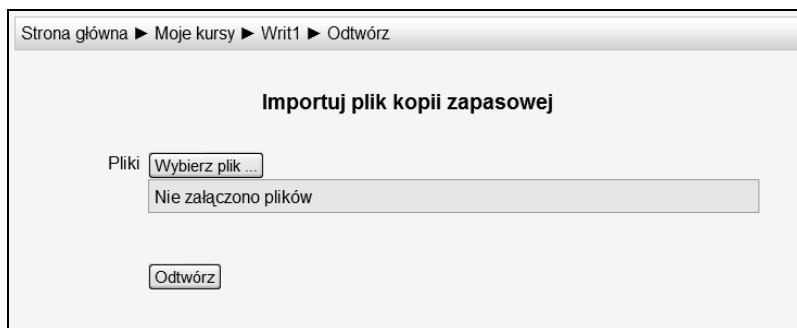 Strona główna ► Moje kursy ► Writ1 ► Odtwórz
Importuj plik kopii zapasowej
Pliki Wybierz plik ...
Nie załączono plików
Odtwórz